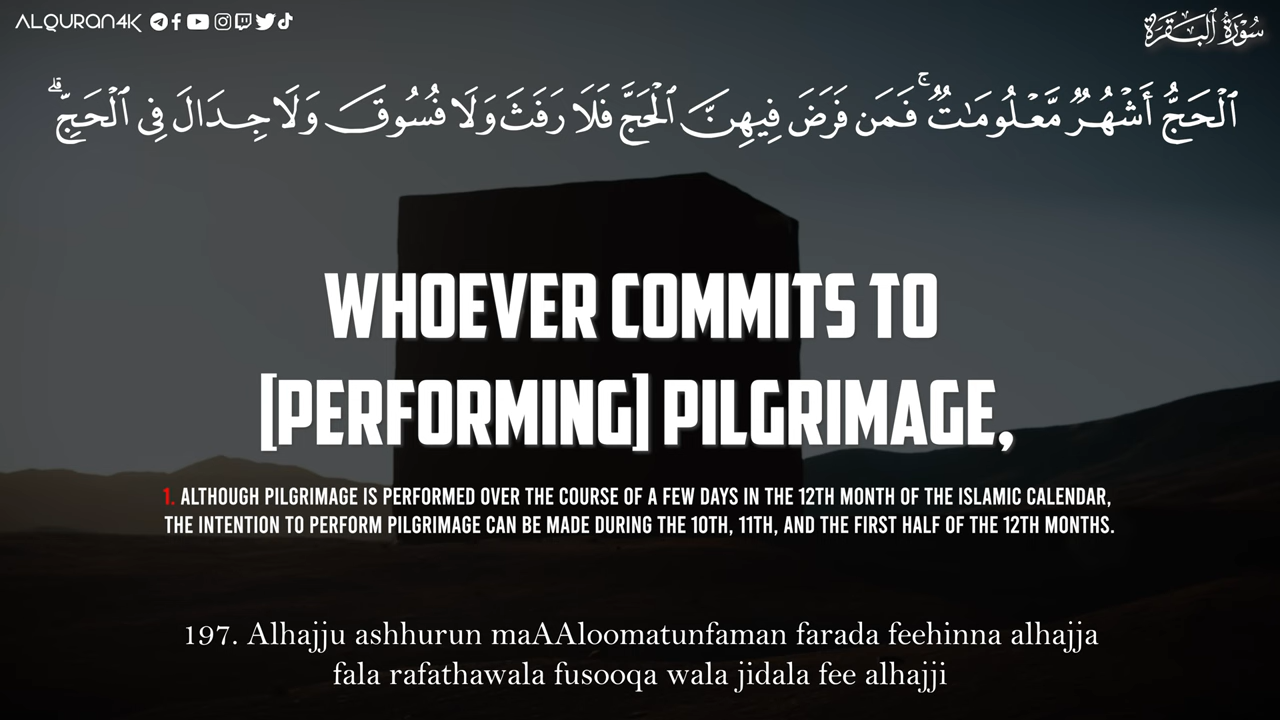 ALQURAN4K
سُورَةُ الْبَقَرَةِ
ٱلْحَجُّ أَشْهُرٌ مَّعْلُومَـٰتٌ ۚ فَمَن فَرَضَ فِيهِنَّ ٱلْحَجَّ فَلَا رَفَثَ وَلَا فُسُوقَ وَلَا جِدَالَ فِى ٱلْحَجِّ ۗ
WHOEVER COMMITS TO
[PERFORMING] PILGRIMAGE,
1. ALTHOUGH PILGRIMAGE IS PERFORMED OVER THE COURSE OF A FEW DAYS IN THE 12TH MONTH OF THE ISLAMIC CALENDAR,
THE INTENTION TO PERFORM PILGRIMAGE CAN BE MADE DURING THE 10TH, 11TH, AND THE FIRST HALF OF THE 12TH MONTHS.
197. Alhajju ashhurun maAAloomatunfaman farada feehinna alhajja
fala rafathawala fusooqa wala jidala fee alhajji